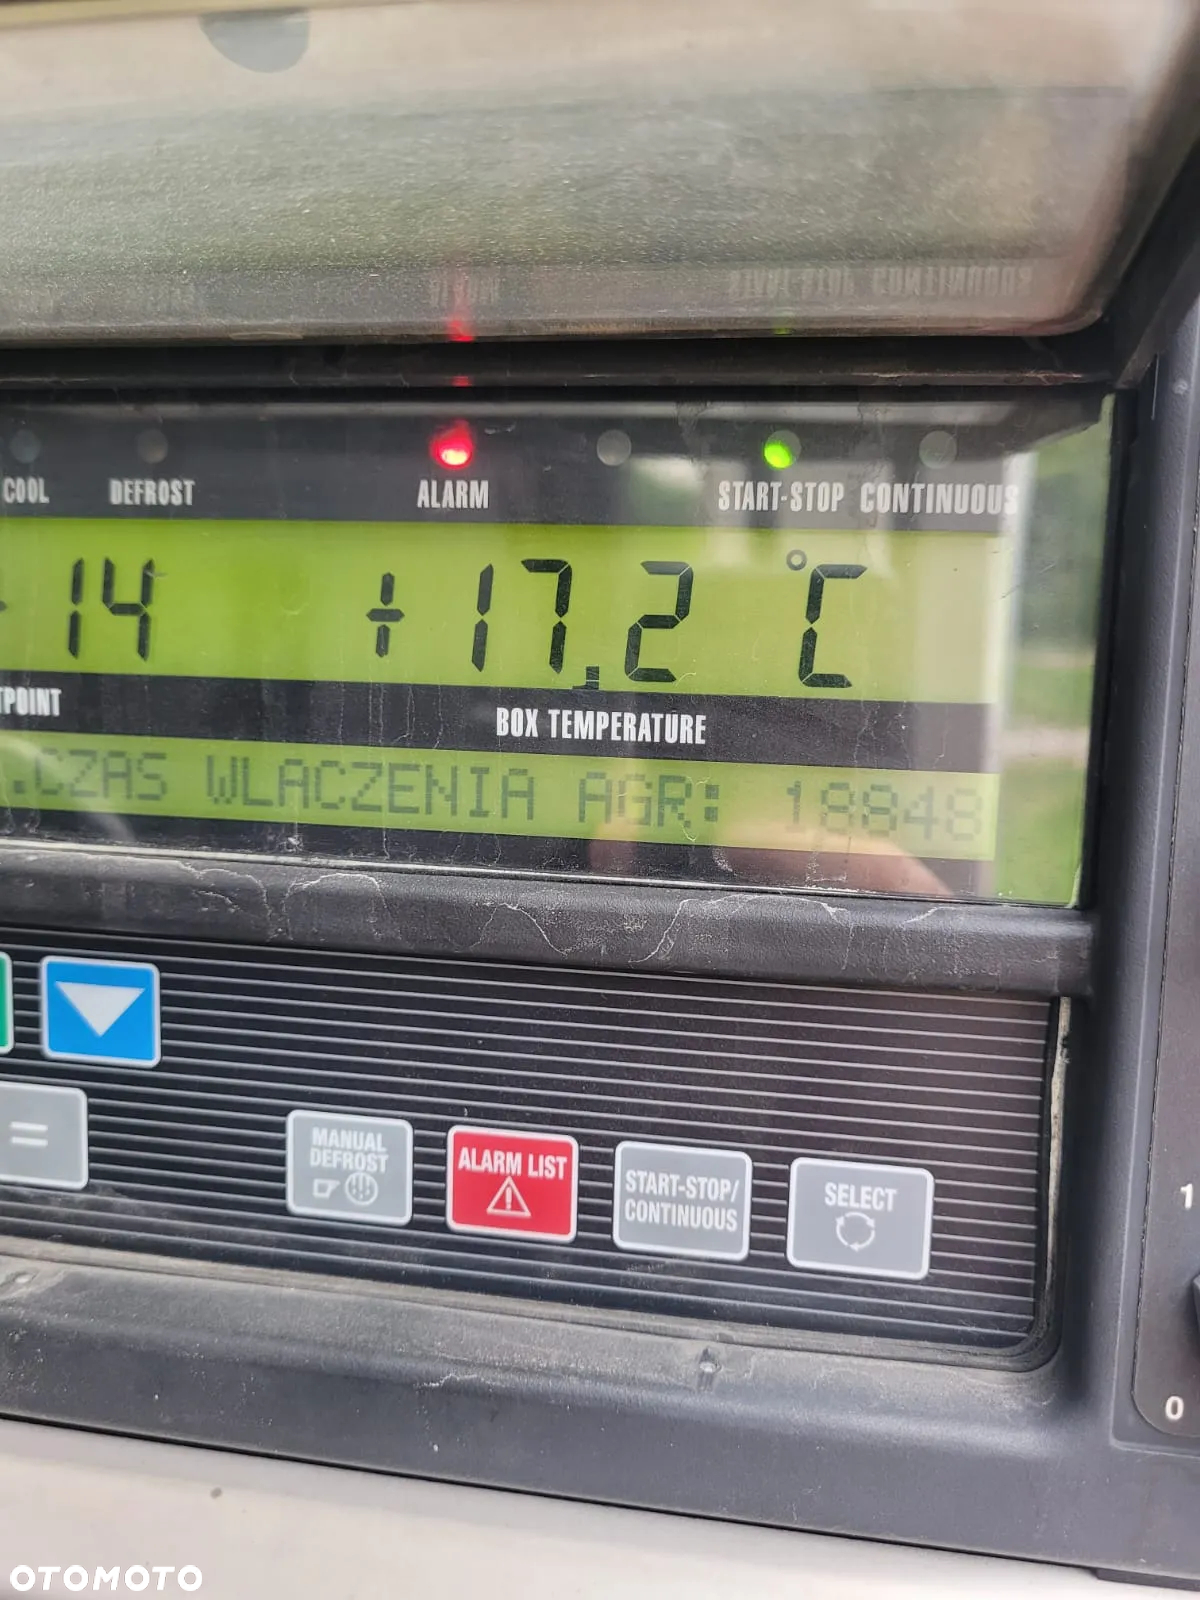 COOL DEFROST ALARM START-STOP CONTINUOUS
14 +17.2 °C
TPOINT BOX TEMPERATURE
.CZAS WLACZENIA AGR: 18848
=
MANUAL DEFROST
ALARM LIST
START-STOP/
CONTINUOUS
SELECT
1
0
OTOMOTO